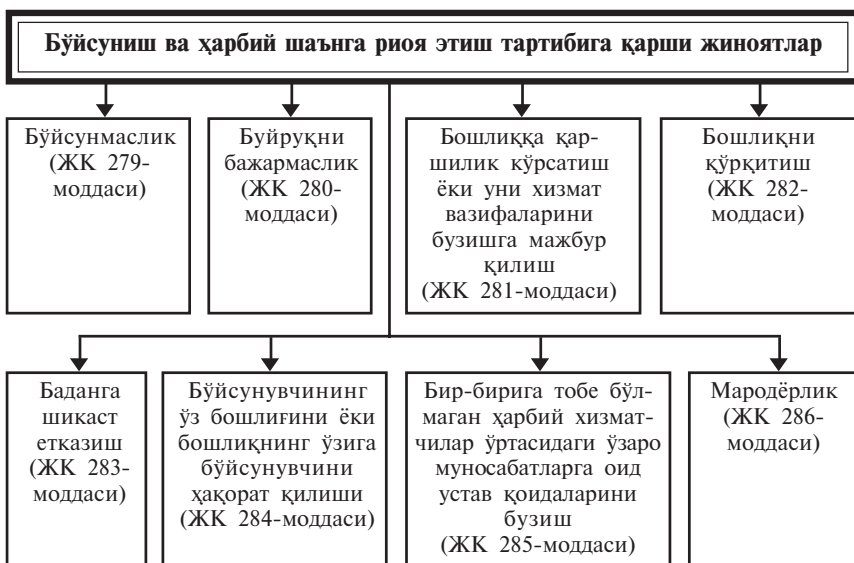 Бўйсуниш ва ҳарбий шаънга риоя этиш тартибига қарши жиноятлар
Бўйсунмаслик
(ЖК 279-
моддаси)
Буйруқни
бажармаслик
(ЖК 280-
моддаси)
Бошлиққа қар-
шилик кўрсатиш
ёки уни хизмат
вазифаларини
бузишга мажбур
қилиш
(ЖК 281-моддаси)
Бошлиқни
қўрқитиш
(ЖК 282-
моддаси)
Баданга
шикаст
етказиш
(ЖК 283-
моддаси)
Бўйсунувчининг
ўз бошлиғини ёки
бошлиқнинг ўзига
бўйсунувчини
ҳақорат қилиши
(ЖК 284-моддаси)
Бир-бирига тобе бўл-
маган ҳарбий хизмат-
чилар ўртасидаги ўзаро
муносабатларга оид
устав қоидаларини
бузиш
(ЖК 285-моддаси)
Мародёрлик
(ЖК 286-
моддаси)